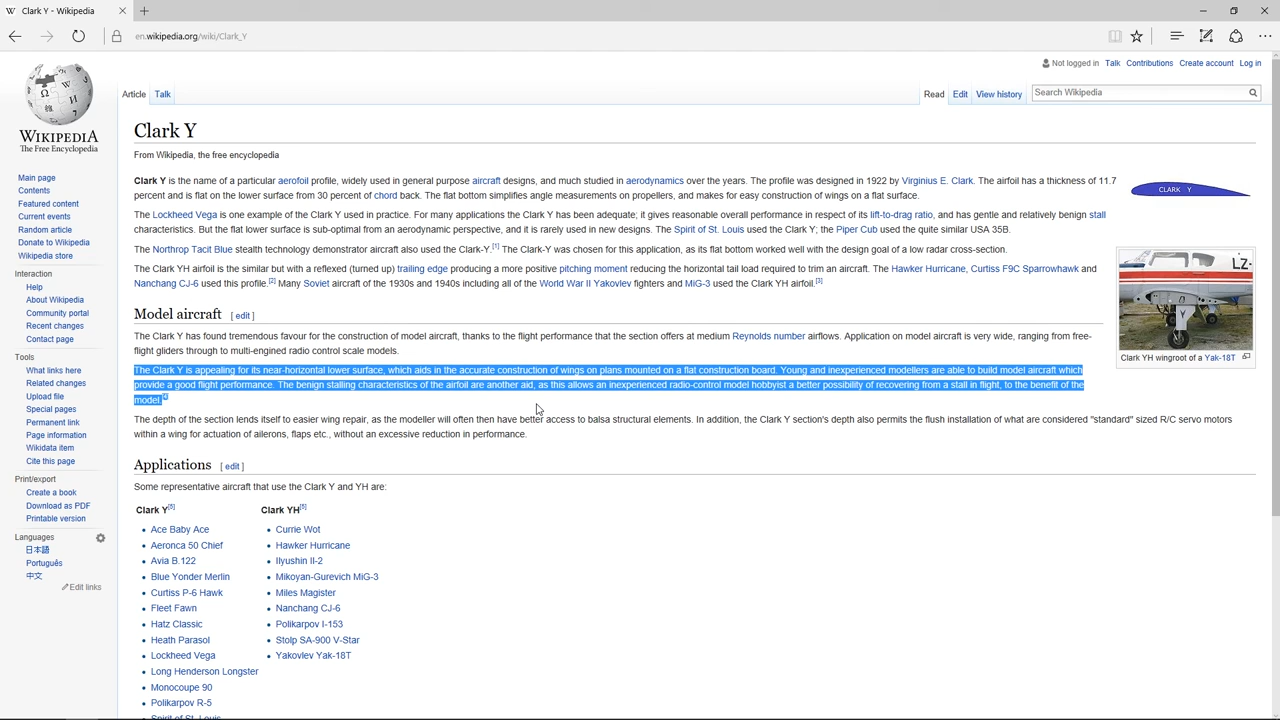 Clark Y - Wikipedia
en.wikipedia.org/wiki/Clark_Y
Not logged in Talk Contributions Create account Log in
Article Talk Read Edit View history Search Wikipedia
WIKIPEDIA
The Free Encyclopedia
Main page
Contents
Featured content
Current events
Random article
Donate to Wikipedia
Wikipedia store
Interaction
Help
About Wikipedia
Community portal
Recent changes
Contact page
Tools
What links here
Related changes
Upload file
Special pages
Permanent link
Page information
Wikidata item
Cite this page
Print/export
Create a book
Download as PDF
Printable version
Languages
日本語
Português
中文
Edit links
Clark Y
From Wikipedia, the free encyclopedia
Clark Y is the name of a particular aerofoil profile, widely used in general purpose aircraft designs, and much studied in aerodynamics over the years. The profile was designed in 1922 by Virginius E. Clark. The airfoil has a thickness of 11.7
percent and is flat on the lower surface from 30 percent of chord back. The flat bottom simplifies angle measurements on propellers, and makes for easy construction of wings on a flat surface.
The Lockheed Vega is one example of the Clark Y used in practice. For many applications the Clark Y has been adequate; it gives reasonable overall performance in respect of its lift-to-drag ratio, and has gentle and relatively benign stall
characteristics. But the flat lower surface is sub-optimal from an aerodynamic perspective, and it is rarely used in new designs. The Spirit of St. Louis used the Clark Y; the Piper Cub used the quite similar USA 35B.
The Northrop Tacit Blue stealth technology demonstrator aircraft also used the Clark-Y.[1] The Clark-Y was chosen for this application, as its flat bottom worked well with the design goal of a low radar cross-section.
The Clark YH airfoil is the similar but with a reflexed (turned up) trailing edge producing a more positive pitching moment reducing the horizontal tail load required to trim an aircraft. The Hawker Hurricane, Curtiss F9C Sparrowhawk and
Nanchang CJ-6 used this profile.[2] Many Soviet aircraft of the 1930s and 1940s including all of the World War II Yakovlev fighters and MiG-3 used the Clark YH airfoil.[3]
CLARK Y
LZ-
Y
Clark YH wingroot of a Yak-18T
Model aircraft [ edit ]
The Clark Y has found tremendous favour for the construction of model aircraft, thanks to the flight performance that the section offers at medium Reynolds number airflows. Application on model aircraft is very wide, ranging from free-
flight gliders through to multi-engined radio control scale models.
The Clark Y is appealing for its near-horizontal lower surface, which aids in the accurate construction of wings on plans mounted on a flat construction board. Young and inexperienced modellers are able to build model aircraft which
provide a good flight performance. The benign stalling characteristics of the airfoil are another aid, as this allows an inexperienced radio-control model hobbyist a better possibility of recovering from a stall in flight, to the benefit of the
model.[4]
The depth of the section lends itself to easier wing repair, as the modeller will often then have better access to balsa structural elements. In addition, the Clark Y section's depth also permits the flush installation of what are considered "standard" sized R/C servo motors
within a wing for actuation of ailerons, flaps etc., without an excessive reduction in performance.
Applications [ edit ]
Some representative aircraft that use the Clark Y and YH are:
Clark Y[5]
Ace Baby Ace
Aeronca 50 Chief
Avia B.122
Blue Yonder Merlin
Curtiss P-6 Hawk
Fleet Fawn
Hatz Classic
Heath Parasol
Lockheed Vega
Long Henderson Longster
Monocoupe 90
Polikarpov R-5
Spirit of St. Louis
Clark YH[5]
Currie Wot
Hawker Hurricane
Ilyushin Il-2
Mikoyan-Gurevich MiG-3
Miles Magister
Nanchang CJ-6
Polikarpov I-153
Stolp SA-900 V-Star
Yakovlev Yak-18T